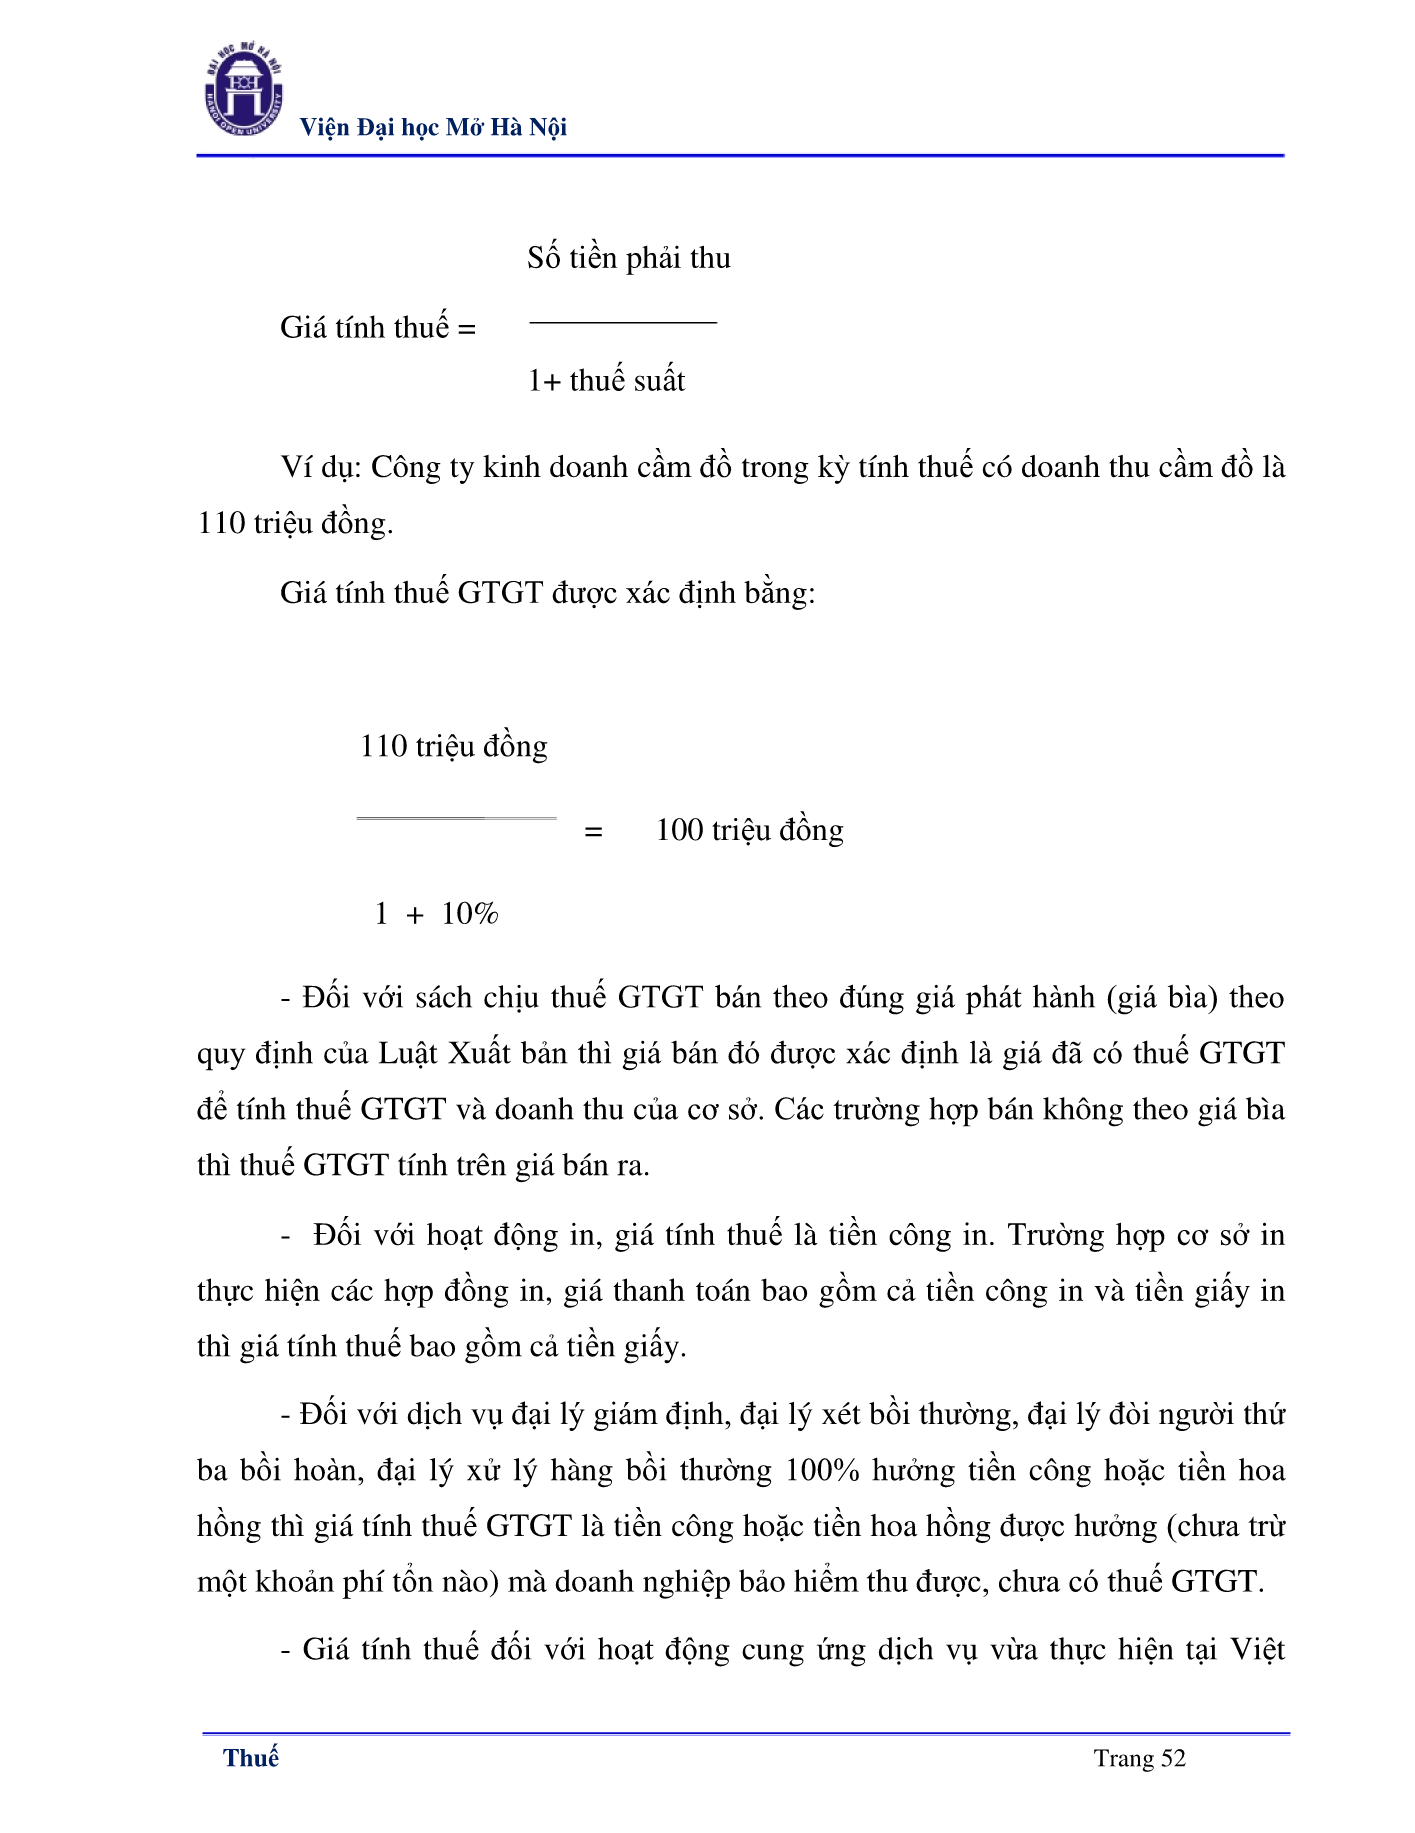 ĐẠI HỌC MỞ HÀ NỘI
HANOI OPEN UNIVERSITY
Viện Đại học Mở Hà Nội
Số tiền phải thu
Giá tính thuế =
1+ thuế suất
Ví dụ: Công ty kinh doanh cầm đồ trong kỳ tính thuế có doanh thu cầm đồ là
110 triệu đồng.
Giá tính thuế GTGT được xác định bằng:
110 triệu đồng
= 100 triệu đồng
1 + 10%
- Đối với sách chịu thuế GTGT bán theo đúng giá phát hành (giá bìa) theo
quy định của Luật Xuất bản thì giá bán đó được xác định là giá đã có thuế GTGT
để tính thuế GTGT và doanh thu của cơ sở. Các trường hợp bán không theo giá bìa
thì thuế GTGT tính trên giá bán ra.
- Đối với hoạt động in, giá tính thuế là tiền công in. Trường hợp cơ sở in
thực hiện các hợp đồng in, giá thanh toán bao gồm cả tiền công in và tiền giấy in
thì giá tính thuế bao gồm cả tiền giấy.
- Đối với dịch vụ đại lý giám định, đại lý xét bồi thường, đại lý đòi người thứ
ba bồi hoàn, đại lý xử lý hàng bồi thường 100% hưởng tiền công hoặc tiền hoa
hồng thì giá tính thuế GTGT là tiền công hoặc tiền hoa hồng được hưởng (chưa trừ
một khoản phí tổn nào) mà doanh nghiệp bảo hiểm thu được, chưa có thuế GTGT.
- Giá tính thuế đối với hoạt động cung ứng dịch vụ vừa thực hiện tại Việt
Thuế
Trang 52